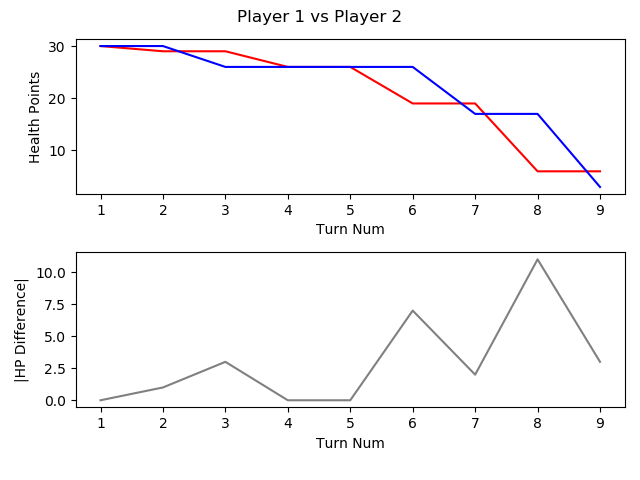 Player 1 vs Player 2
30
20
10
Health Points
1 2 3 4 5 6 7 8 9
Turn Num
10.0
7.5
5.0
2.5
0.0
|HP Difference|
1 2 3 4 5 6 7 8 9
Turn Num